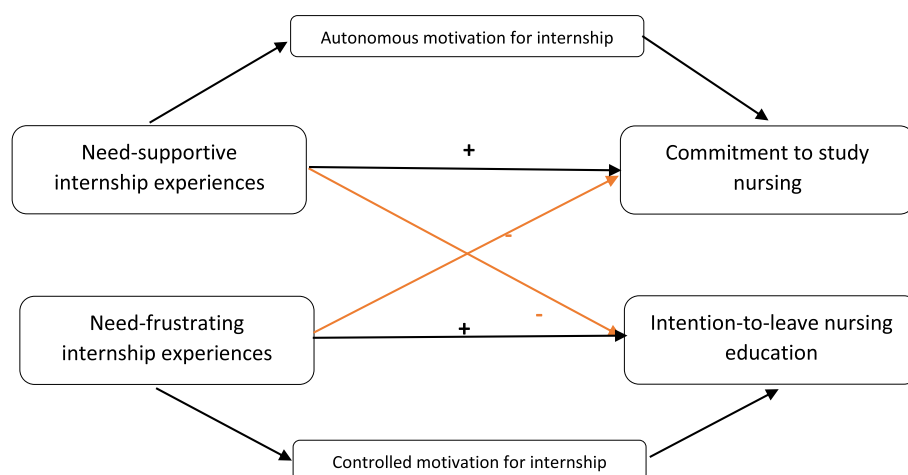 Autonomous motivation for internship
Need-supportive
internship experiences
+
Commitment to study
nursing
-
Need-frustrating
internship experiences
+
-
Intention-to-leave nursing
education
Controlled motivation for internship